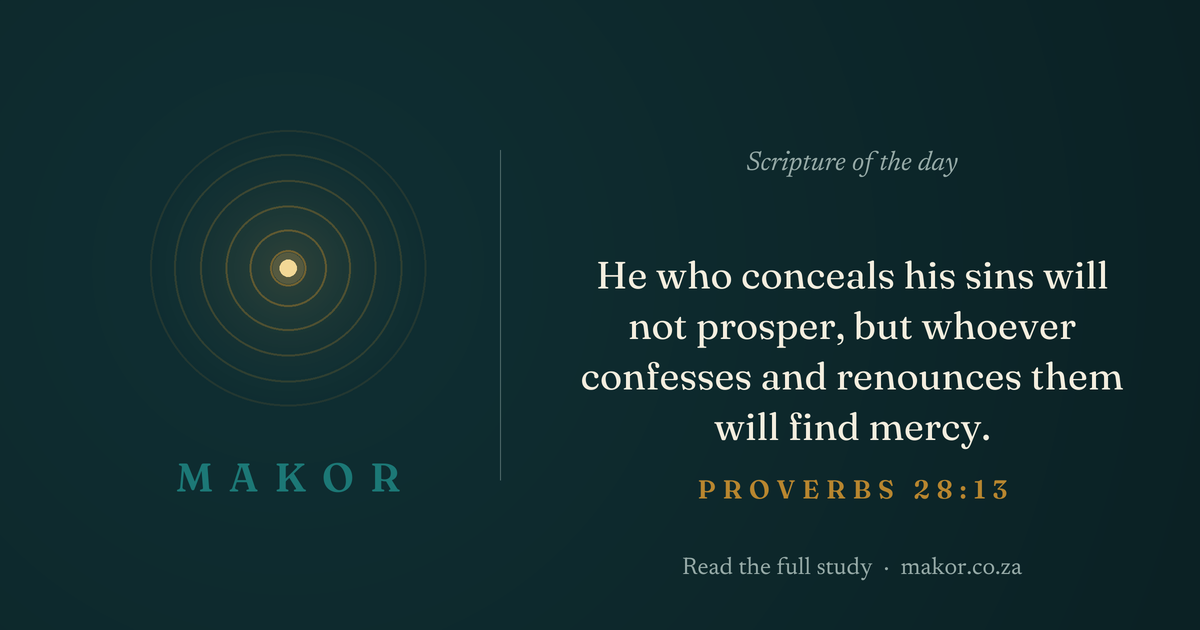 MAKOR
Scripture of the day
He who conceals his sins will
not prosper, but whoever
confesses and renounces them
will find mercy.
PROVERBS 28:13
Read the full study · makor.co.za